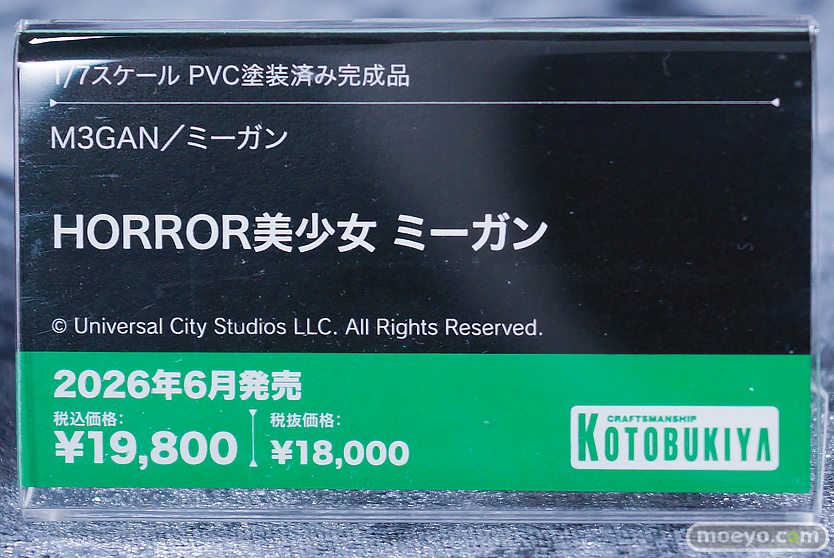 1/7スケール PVC塗装済み完成品
M3GAN／ミーガン
HORROR美少女 ミーガン
© Universal City Studios LLC. All Rights Reserved.
2026年6月発売
税込価格:
¥19,800
税抜価格:
¥18,000
CRAFTSMANSHIP
KOTOBUKIYA
moeyo.com